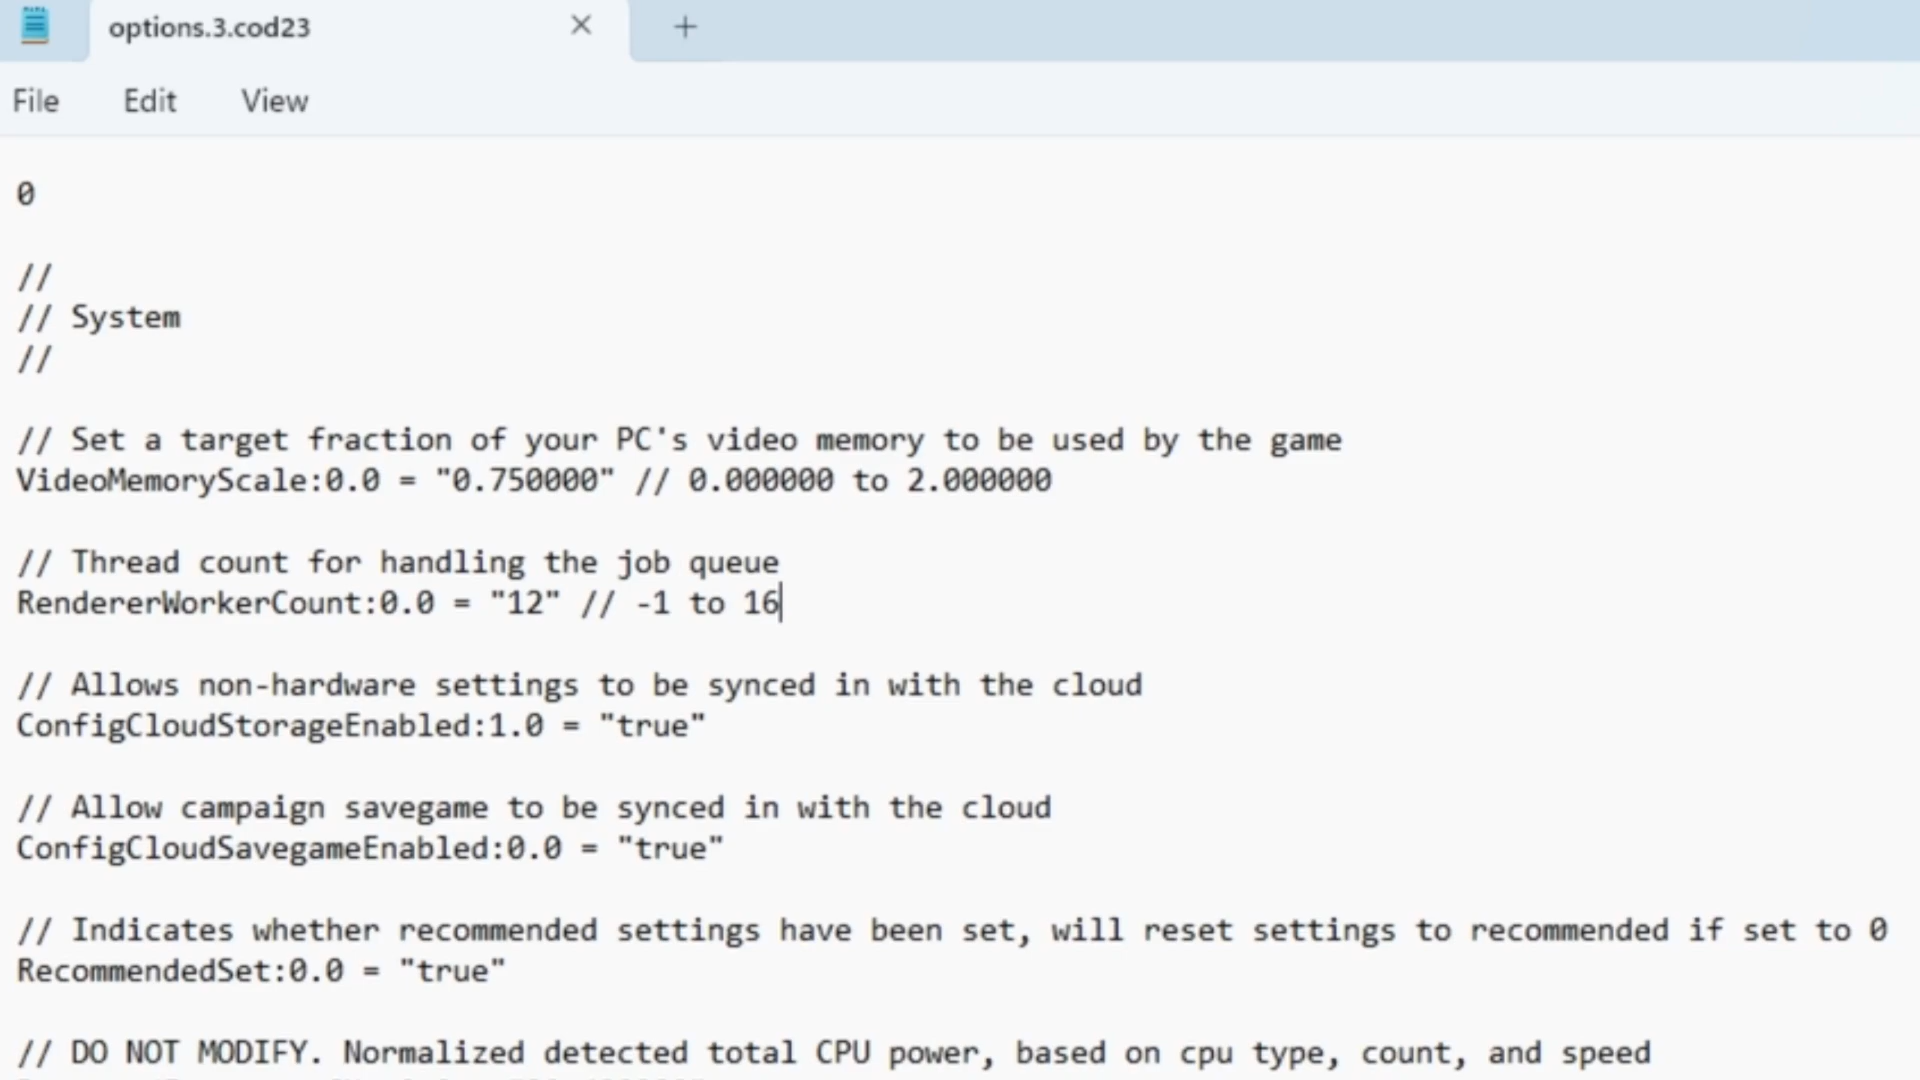 options.3.cod23
File Edit View
0
//
// System
//
// Set a target fraction of your PC's video memory to be used by the game
VideoMemoryScale:0.0 = "0.750000" // 0.000000 to 2.000000
// Thread count for handling the job queue
RendererWorkerCount:0.0 = "12" // -1 to 16
// Allows non-hardware settings to be synced in with the cloud
ConfigCloudStorageEnabled:1.0 = "true"
// Allow campaign savegame to be synced in with the cloud
ConfigCloudSavegameEnabled:0.0 = "true"
// Indicates whether recommended settings have been set, will reset settings to recommended if set to 0
RecommendedSet:0.0 = "true"
// DO NOT MODIFY. Normalized detected total CPU power, based on cpu type, count, and speed